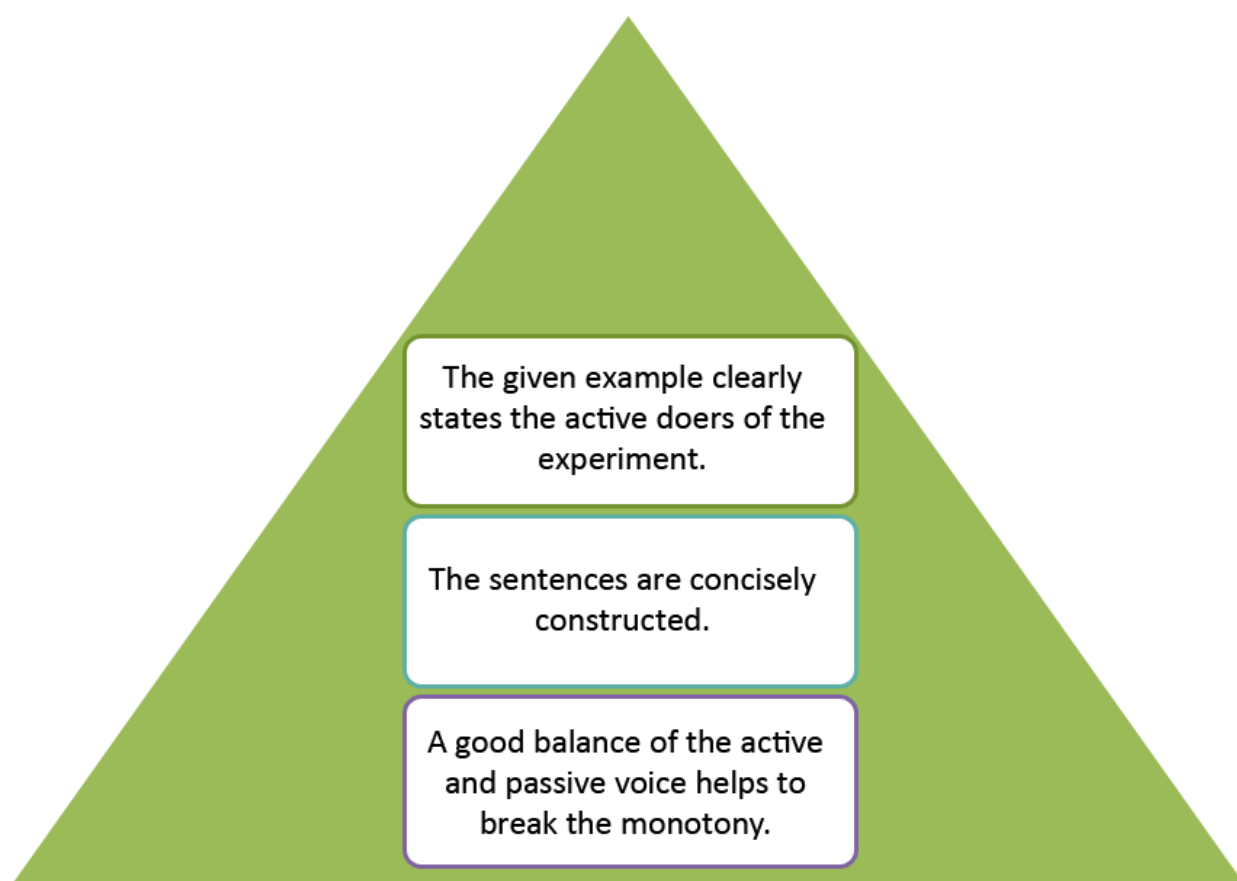 The given example clearly
states the active doers of the
experiment.
The sentences are concisely
constructed.
A good balance of the active
and passive voice helps to
break the monotony.